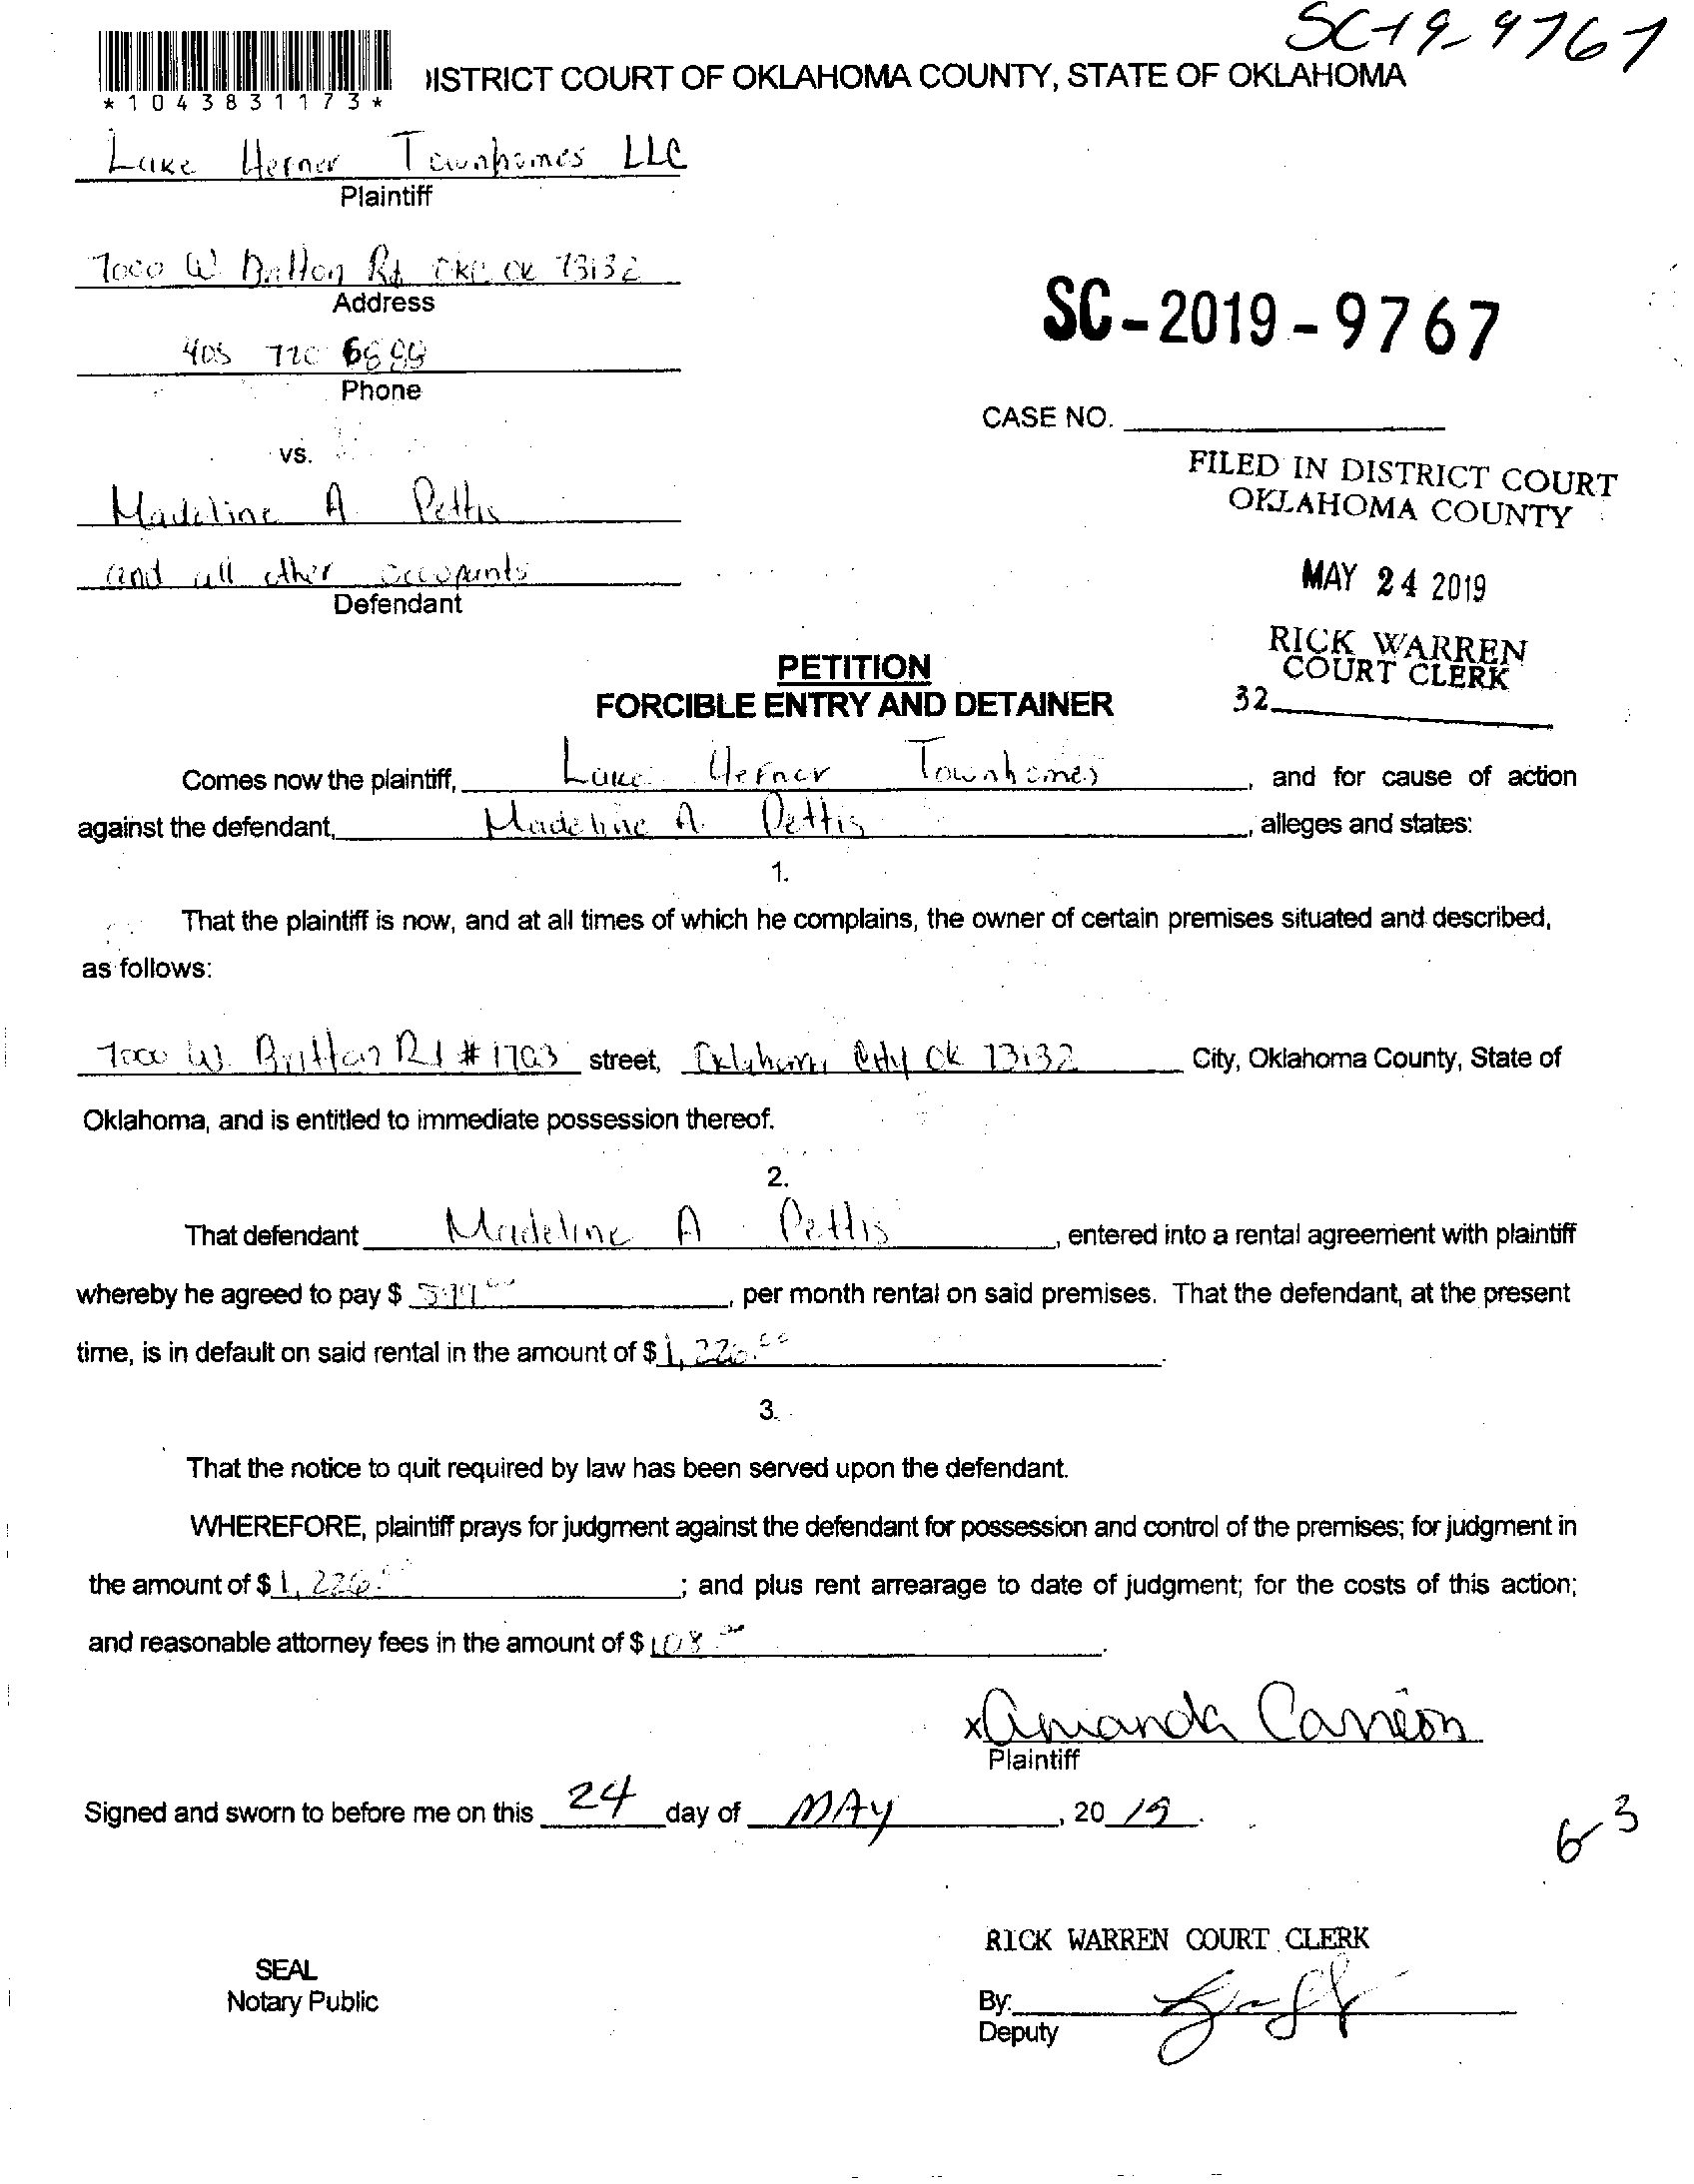 SC-19-9767
*1043831173*
DISTRICT COURT OF OKLAHOMA COUNTY, STATE OF OKLAHOMA
Lake Hefner Townhomes LLC
Plaintiff
7000 W Britton Rd OKC OK 73132
Address
405 720
Phone
SC-2019-9767
CASE NO.
vs.
FILED IN DISTRICT COURT
OKLAHOMA COUNTY
Madeline A. Pettis
and all other occupants
Defendant
MAY 24 2019
RICK WARREN
COURT CLERK
32
PETITION
FORCIBLE ENTRY AND DETAINER
Comes now the plaintiff, Lake Hefner Townhomes, and for cause of action
against the defendant, Madeline A. Pettis, alleges and states:
1.
That the plaintiff is now, and at all times of which he complains, the owner of certain premises situated and described,
as follows:
7000 W. Britton Rd # 1703 street, Oklahoma City OK 73132 City, Oklahoma County, State of
Oklahoma, and is entitled to immediate possession thereof.
2.
That defendant Madeline A Pettis, entered into a rental agreement with plaintiff
whereby he agreed to pay $, per month rental on said premises. That the defendant, at the present
time, is in default on said rental in the amount of $1,226.00.
3.
That the notice to quit required by law has been served upon the defendant.
WHEREFORE, plaintiff prays for judgment against the defendant for possession and control of the premises; for judgment in
the amount of $1,226.00; and plus rent arrearage to date of judgment; for the costs of this action;
and reasonable attorney fees in the amount of $108.00.
x Amanda Carreon
Plaintiff
Signed and sworn to before me on this 24 day of MAY, 2019.
6-3
RICK WARREN COURT CLERK
SEAL
Notary Public
By:
Deputy